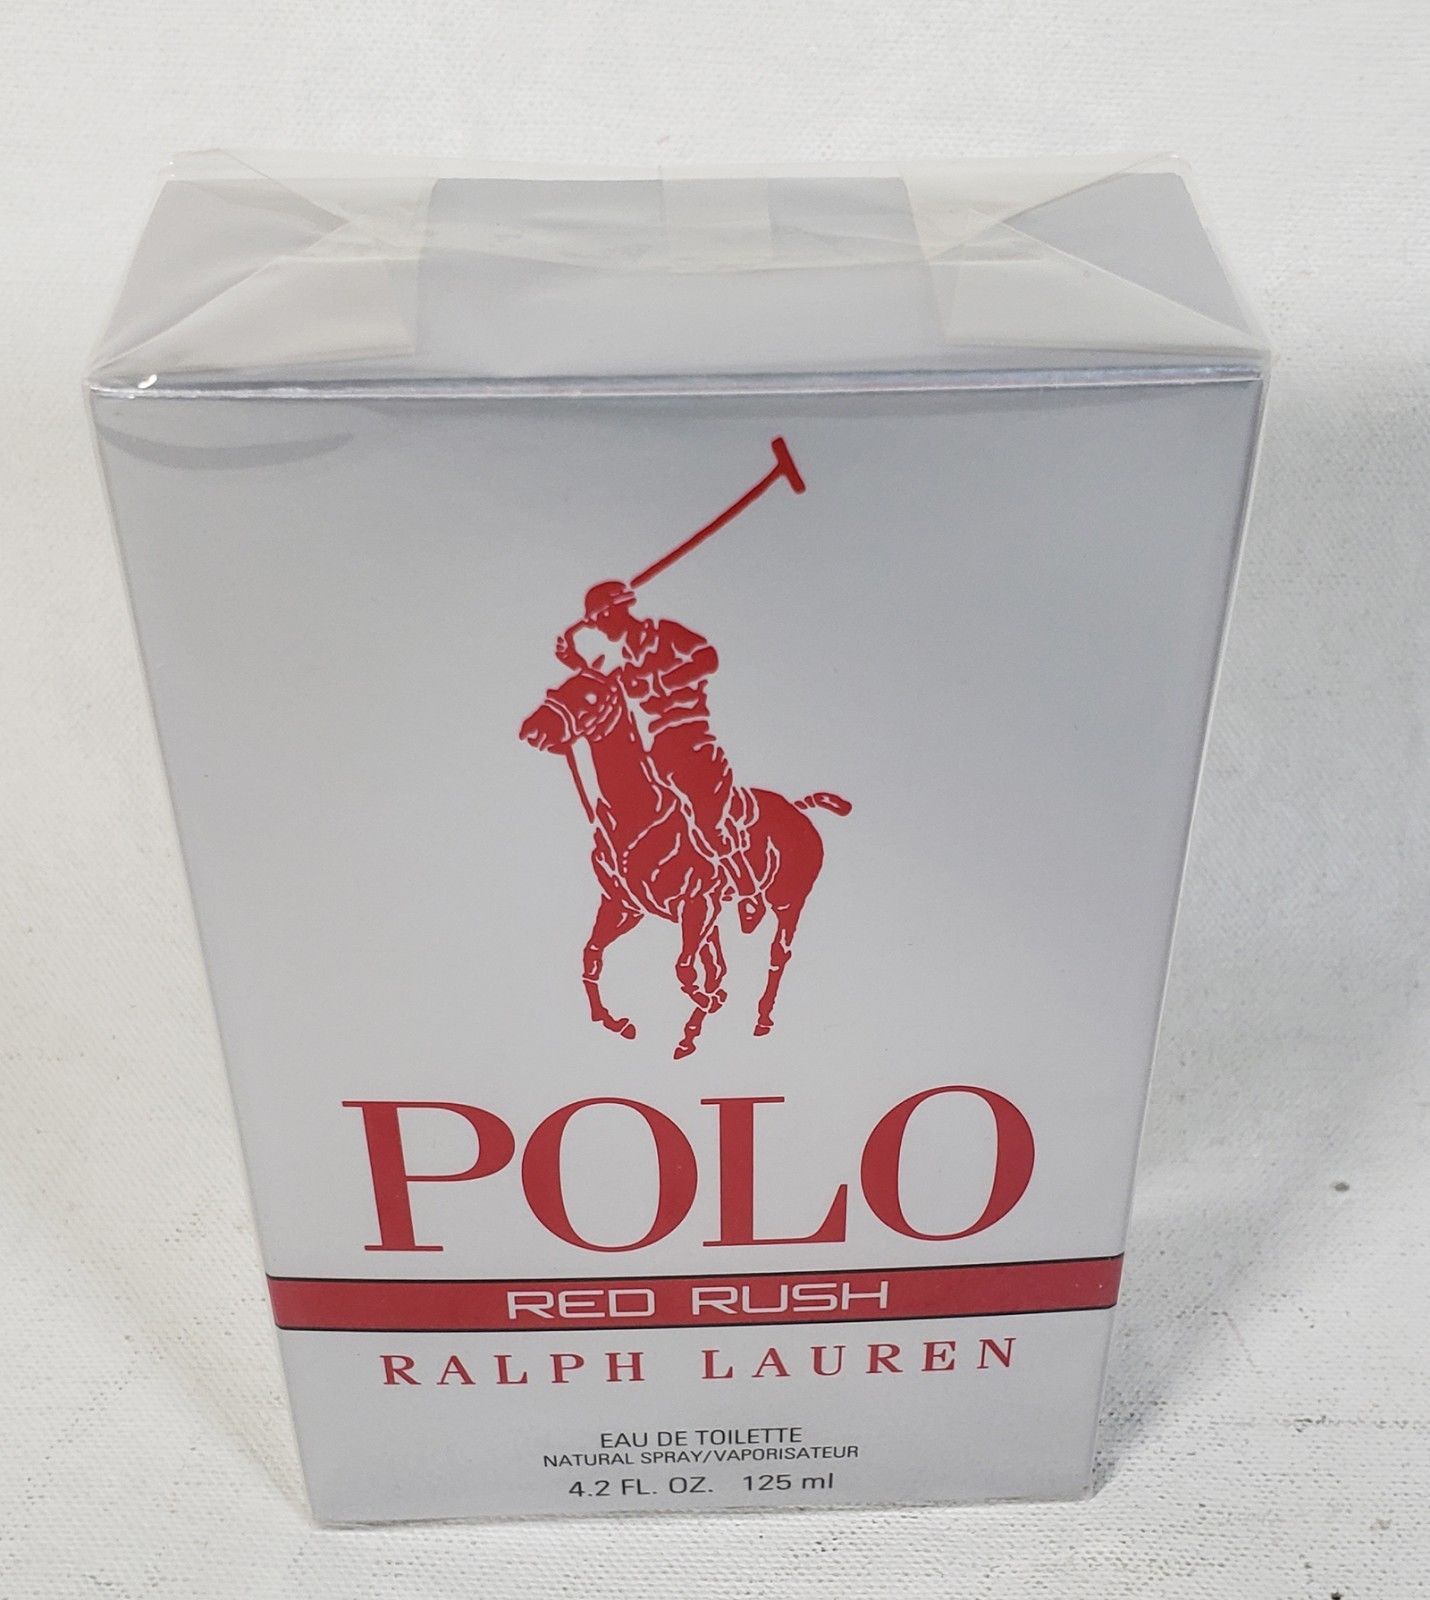 POLO
RED RUSH
RALPH LAUREN
EAU DE TOILETTE
NATURAL SPRAY/VAPORISATEUR
4.2 FL. OZ. 125 ml